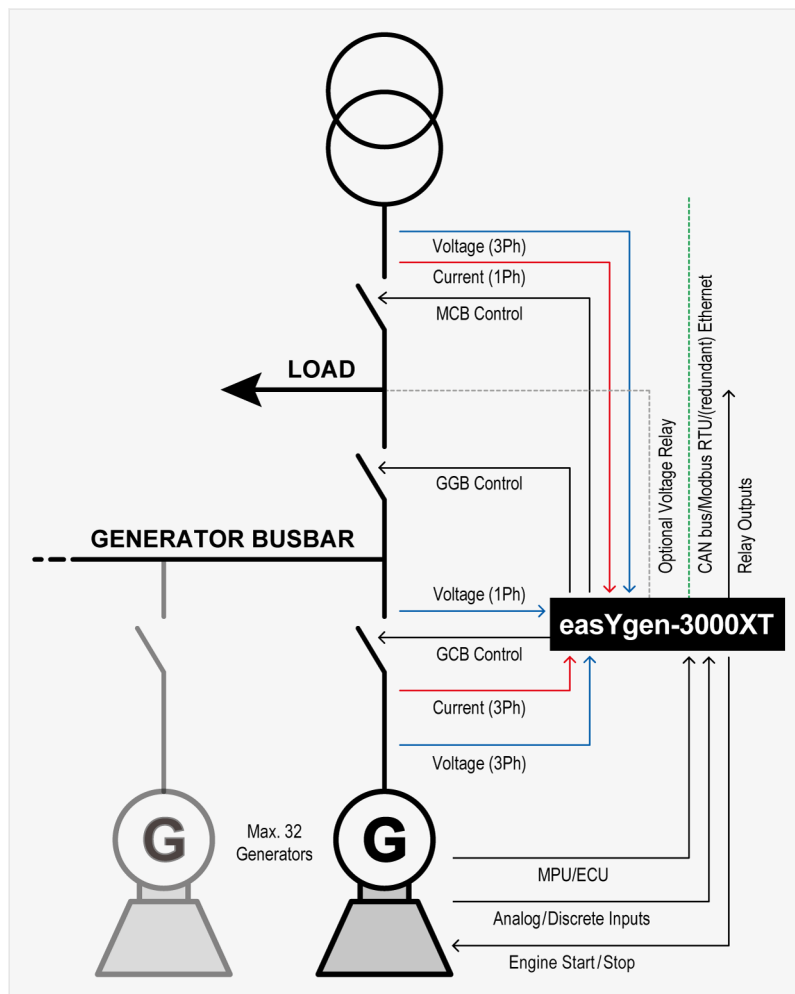 Voltage (3Ph)
Current (1Ph)
MCB Control
LOAD
GGB Control
Optional Voltage Relay
CAN bus/Modbus RTU/(redundant) Ethernet
Relay Outputs
GENERATOR BUSBAR
Voltage (1Ph)
easYgen-3000XT
GCB Control
Current (3Ph)
Voltage (3Ph)
G
Max. 32
Generators
G
MPU/ECU
Analog/Discrete Inputs
Engine Start/Stop